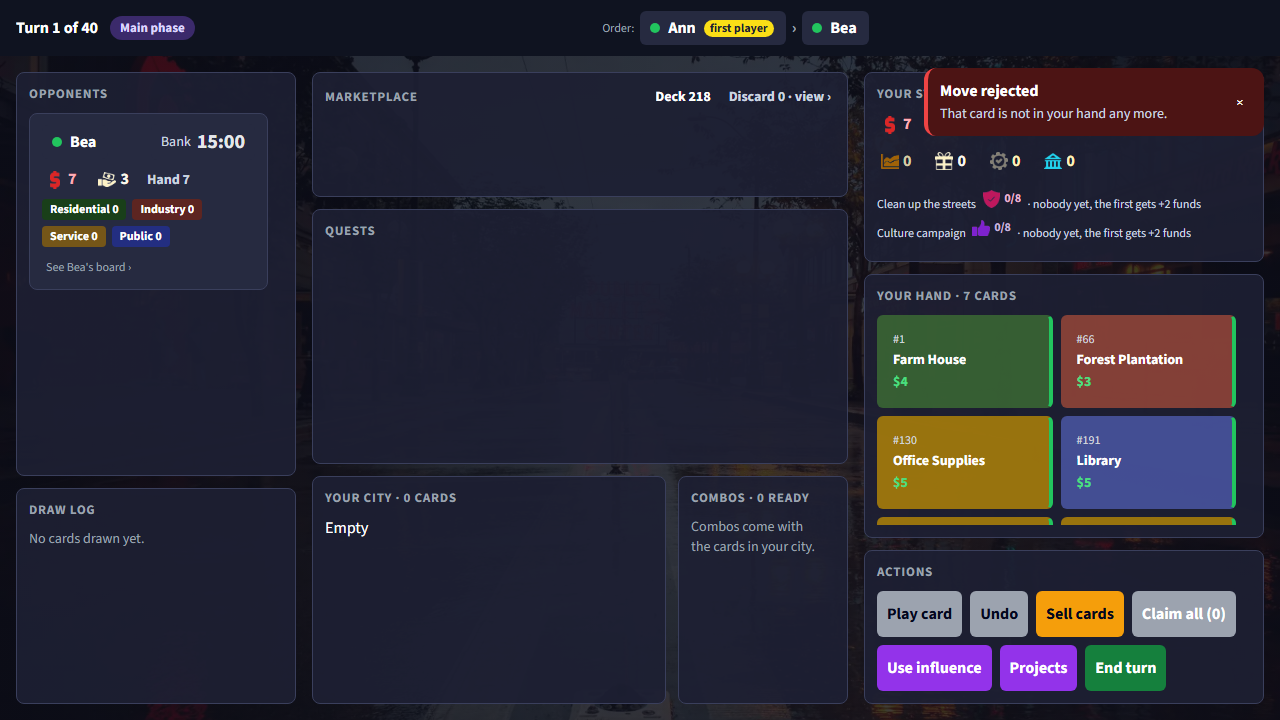 Turn 1 of 40 Main phase
Order: Ann first player › Bea
OPPONENTS
Bea Bank 15:00
7 3 Hand 7
Residential 0 Industry 0
Service 0 Public 0
See Bea's board ›
DRAW LOG
No cards drawn yet.
MARKETPLACE Deck 218 Discard 0 · view ›
QUESTS
YOUR CITY · 0 CARDS
Empty
COMBOS · 0 READY
Combos come with
the cards in your city.
YOUR S
Move rejected
That card is not in your hand any more.
×
7
0 0 0 0
Clean up the streets 0/8 · nobody yet, the first gets +2 funds
Culture campaign 0/8 · nobody yet, the first gets +2 funds
YOUR HAND · 7 CARDS
#1
Farm House
$4
#66
Forest Plantation
$3
#130
Office Supplies
$5
#191
Library
$5
ACTIONS
Play card Undo Sell cards Claim all (0)
Use influence Projects End turn